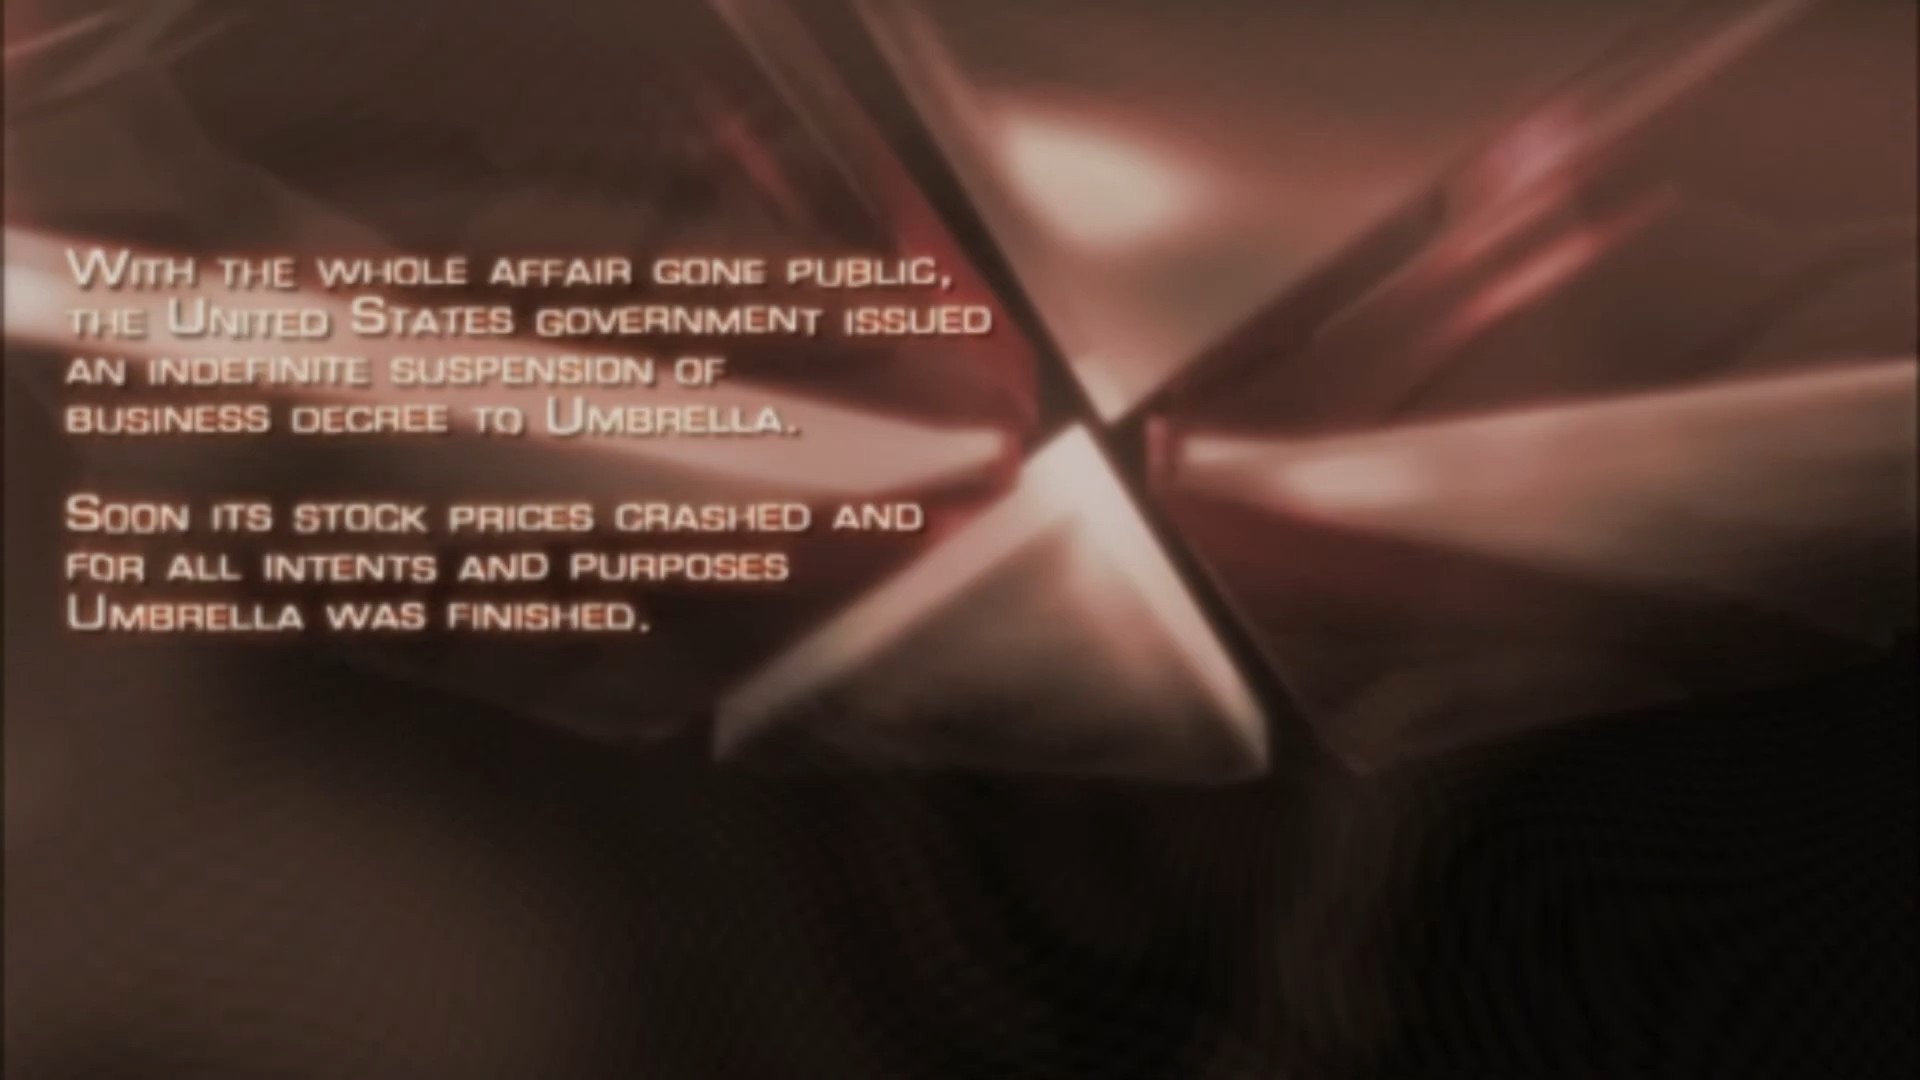 With the whole affair gone public,
the United States government issued
an indefinite suspension of
business decree to Umbrella.
Soon its stock prices crashed and
for all intents and purposes
Umbrella was finished.